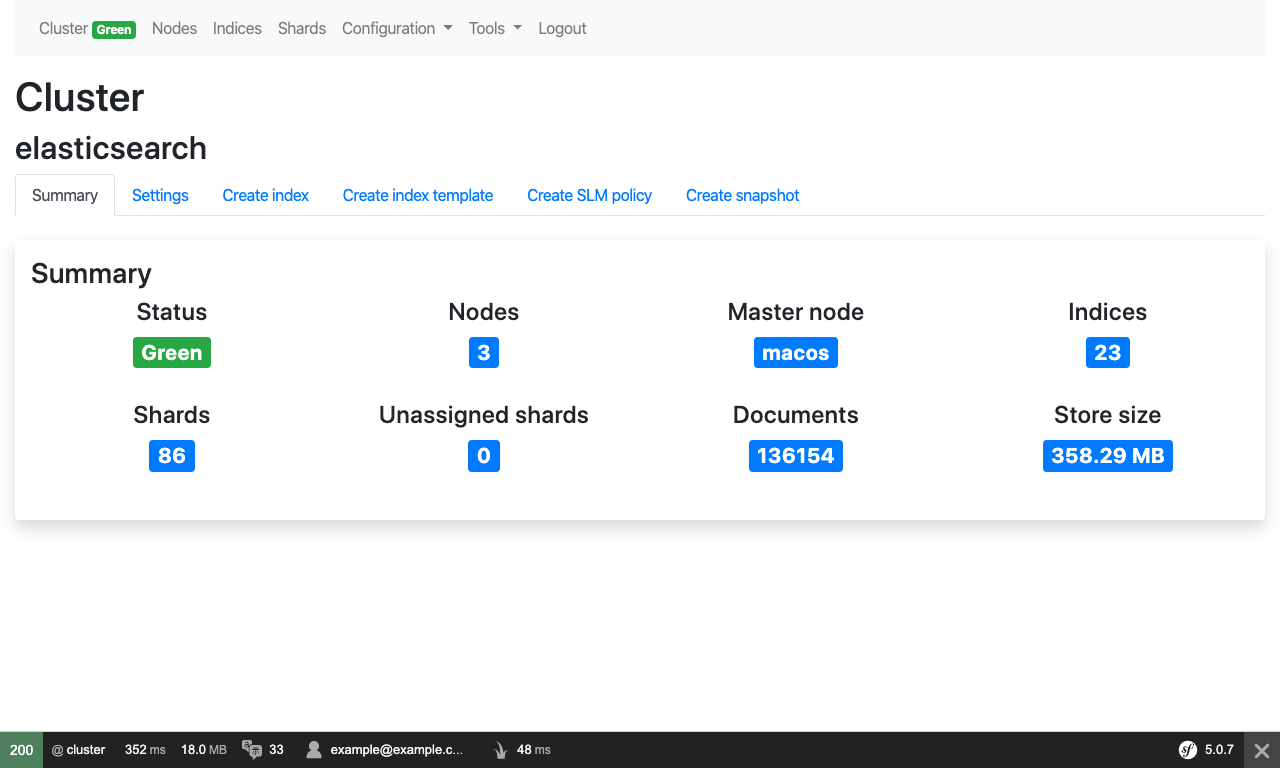 Cluster Green Nodes Indices Shards Configuration Tools Logout
Cluster
elasticsearch
Summary Settings Create index Create index template Create SLM policy Create snapshot
Summary
Status Nodes Master node Indices
Green 3 macos 23
Shards Unassigned shards Documents Store size
86 0 136154 358.29 MB
200 @ cluster 352 ms 18.0 MB 33 example@example.c... 48 ms sf 5.0.7